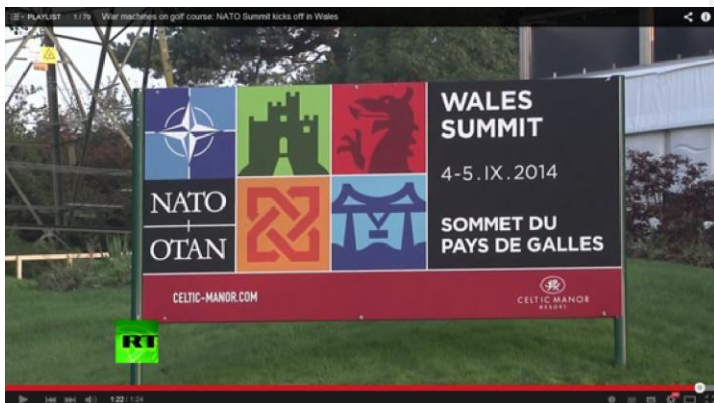 PLAYLIST 1 / 79 War machines on golf course: NATO Summit kicks off in Wales
WALES
SUMMIT
4-5.IX.2014
SOMMET DU
PAYS DE GALLES
NATO
OTAN
CELTIC-MANOR.COM
CELTIC MANOR
RESORT
RT
1:22 / 1:24